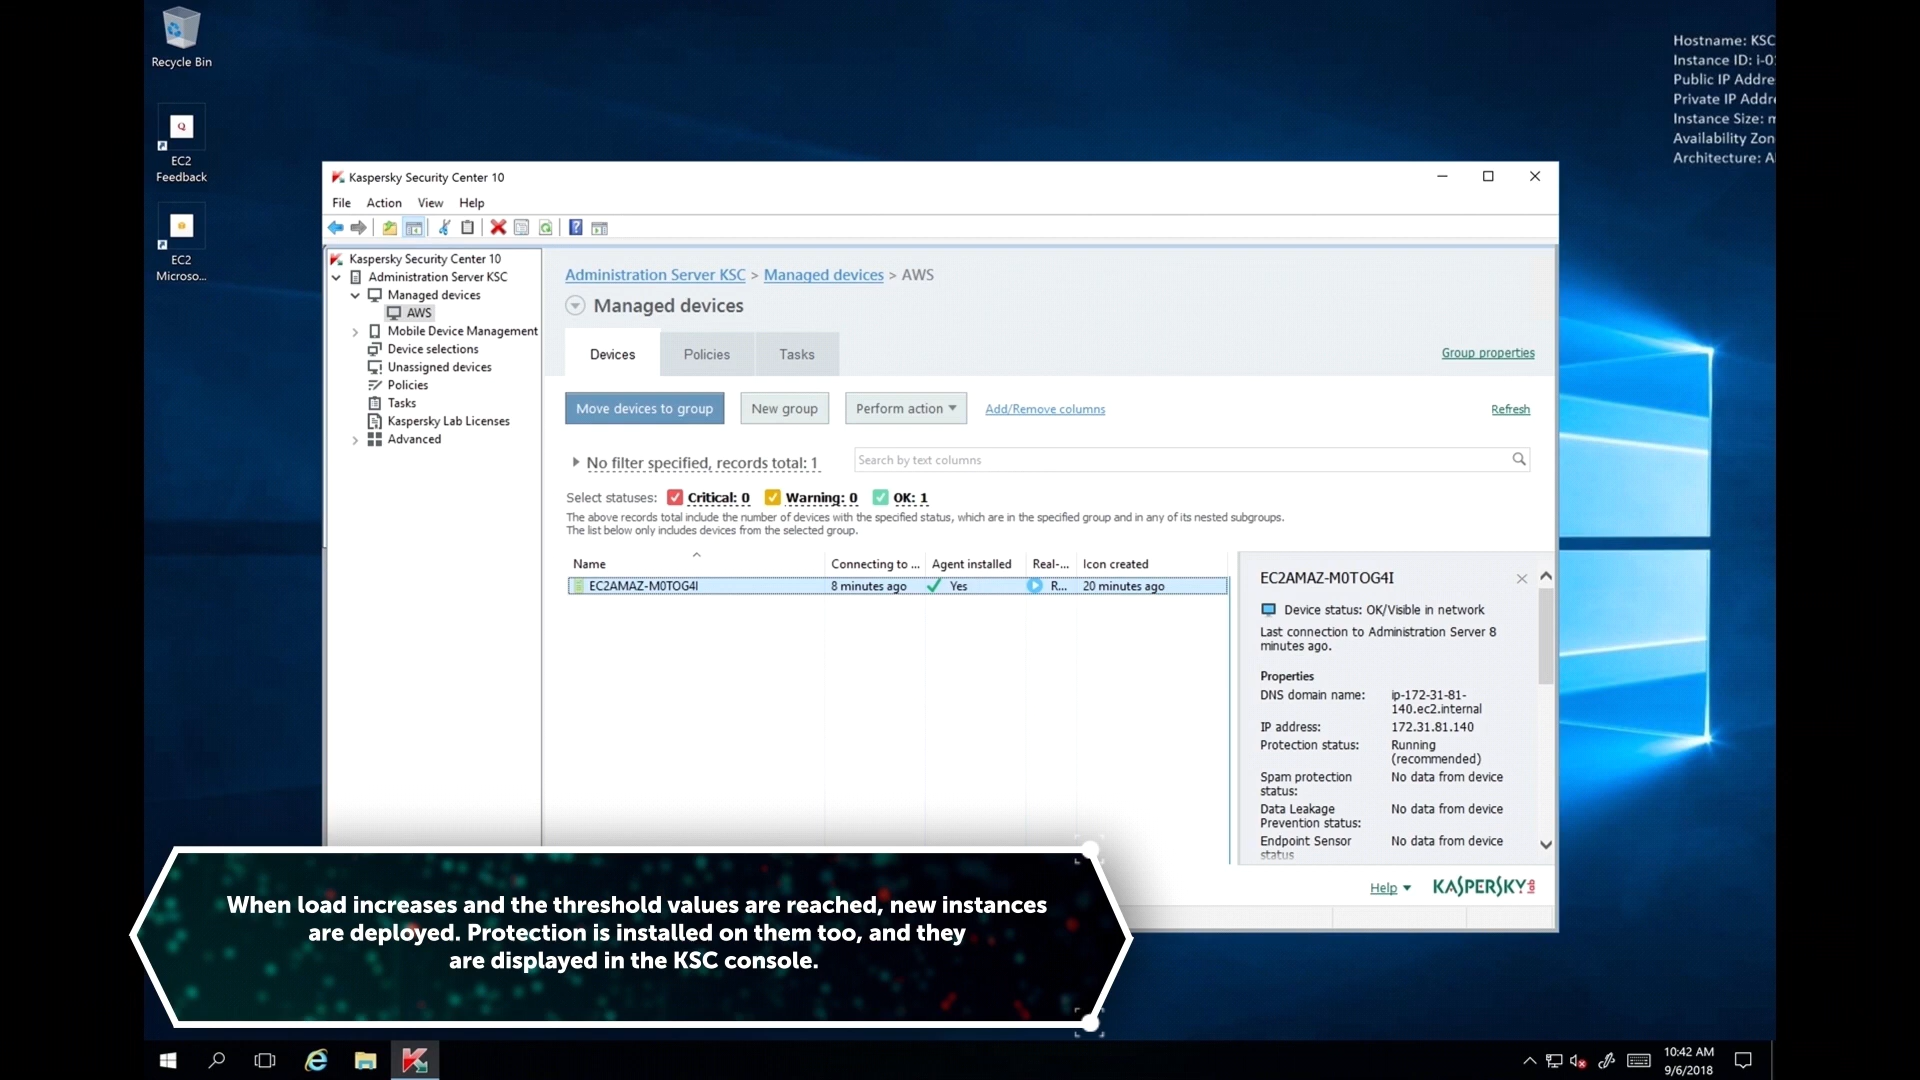 Recycle Bin
EC2
Feedback
EC2
Microso...
Hostname: KSC
Instance ID: i-0
Public IP Addre
Private IP Addr
Instance Size: m
Availability Zon
Architecture: A
Kaspersky Security Center 10
File Action View Help
Kaspersky Security Center 10
Administration Server KSC
Managed devices
AWS
Mobile Device Management
Device selections
Unassigned devices
Policies
Tasks
Kaspersky Lab Licenses
Advanced
Administration Server KSC > Managed devices > AWS
Managed devices
Devices Policies Tasks
Group properties
Move devices to group New group Perform action Add/Remove columns Refresh
No filter specified, records total: 1 Search by text columns
Select statuses: Critical: 0 Warning: 0 OK: 1
The above records total include the number of devices with the specified status, which are in the specified group and in any of its nested subgroups.
The list below only includes devices from the selected group.
Name Connecting to ... Agent installed Real-... Icon created
EC2AMAZ-M0TOG4I 8 minutes ago Yes R... 20 minutes ago
EC2AMAZ-M0TOG4I
Device status: OK/Visible in network
Last connection to Administration Server 8
minutes ago.
Properties
DNS domain name: ip-172-31-81-
140.ec2.internal
IP address: 172.31.81.140
Protection status: Running
(recommended)
Spam protection No data from device
status:
Data Leakage No data from device
Prevention status:
Endpoint Sensor No data from device
status
Help KASPERSKY lab
When load increases and the threshold values are reached, new instances
are deployed. Protection is installed on them too, and they
are displayed in the KSC console.
10:42 AM
9/6/2018